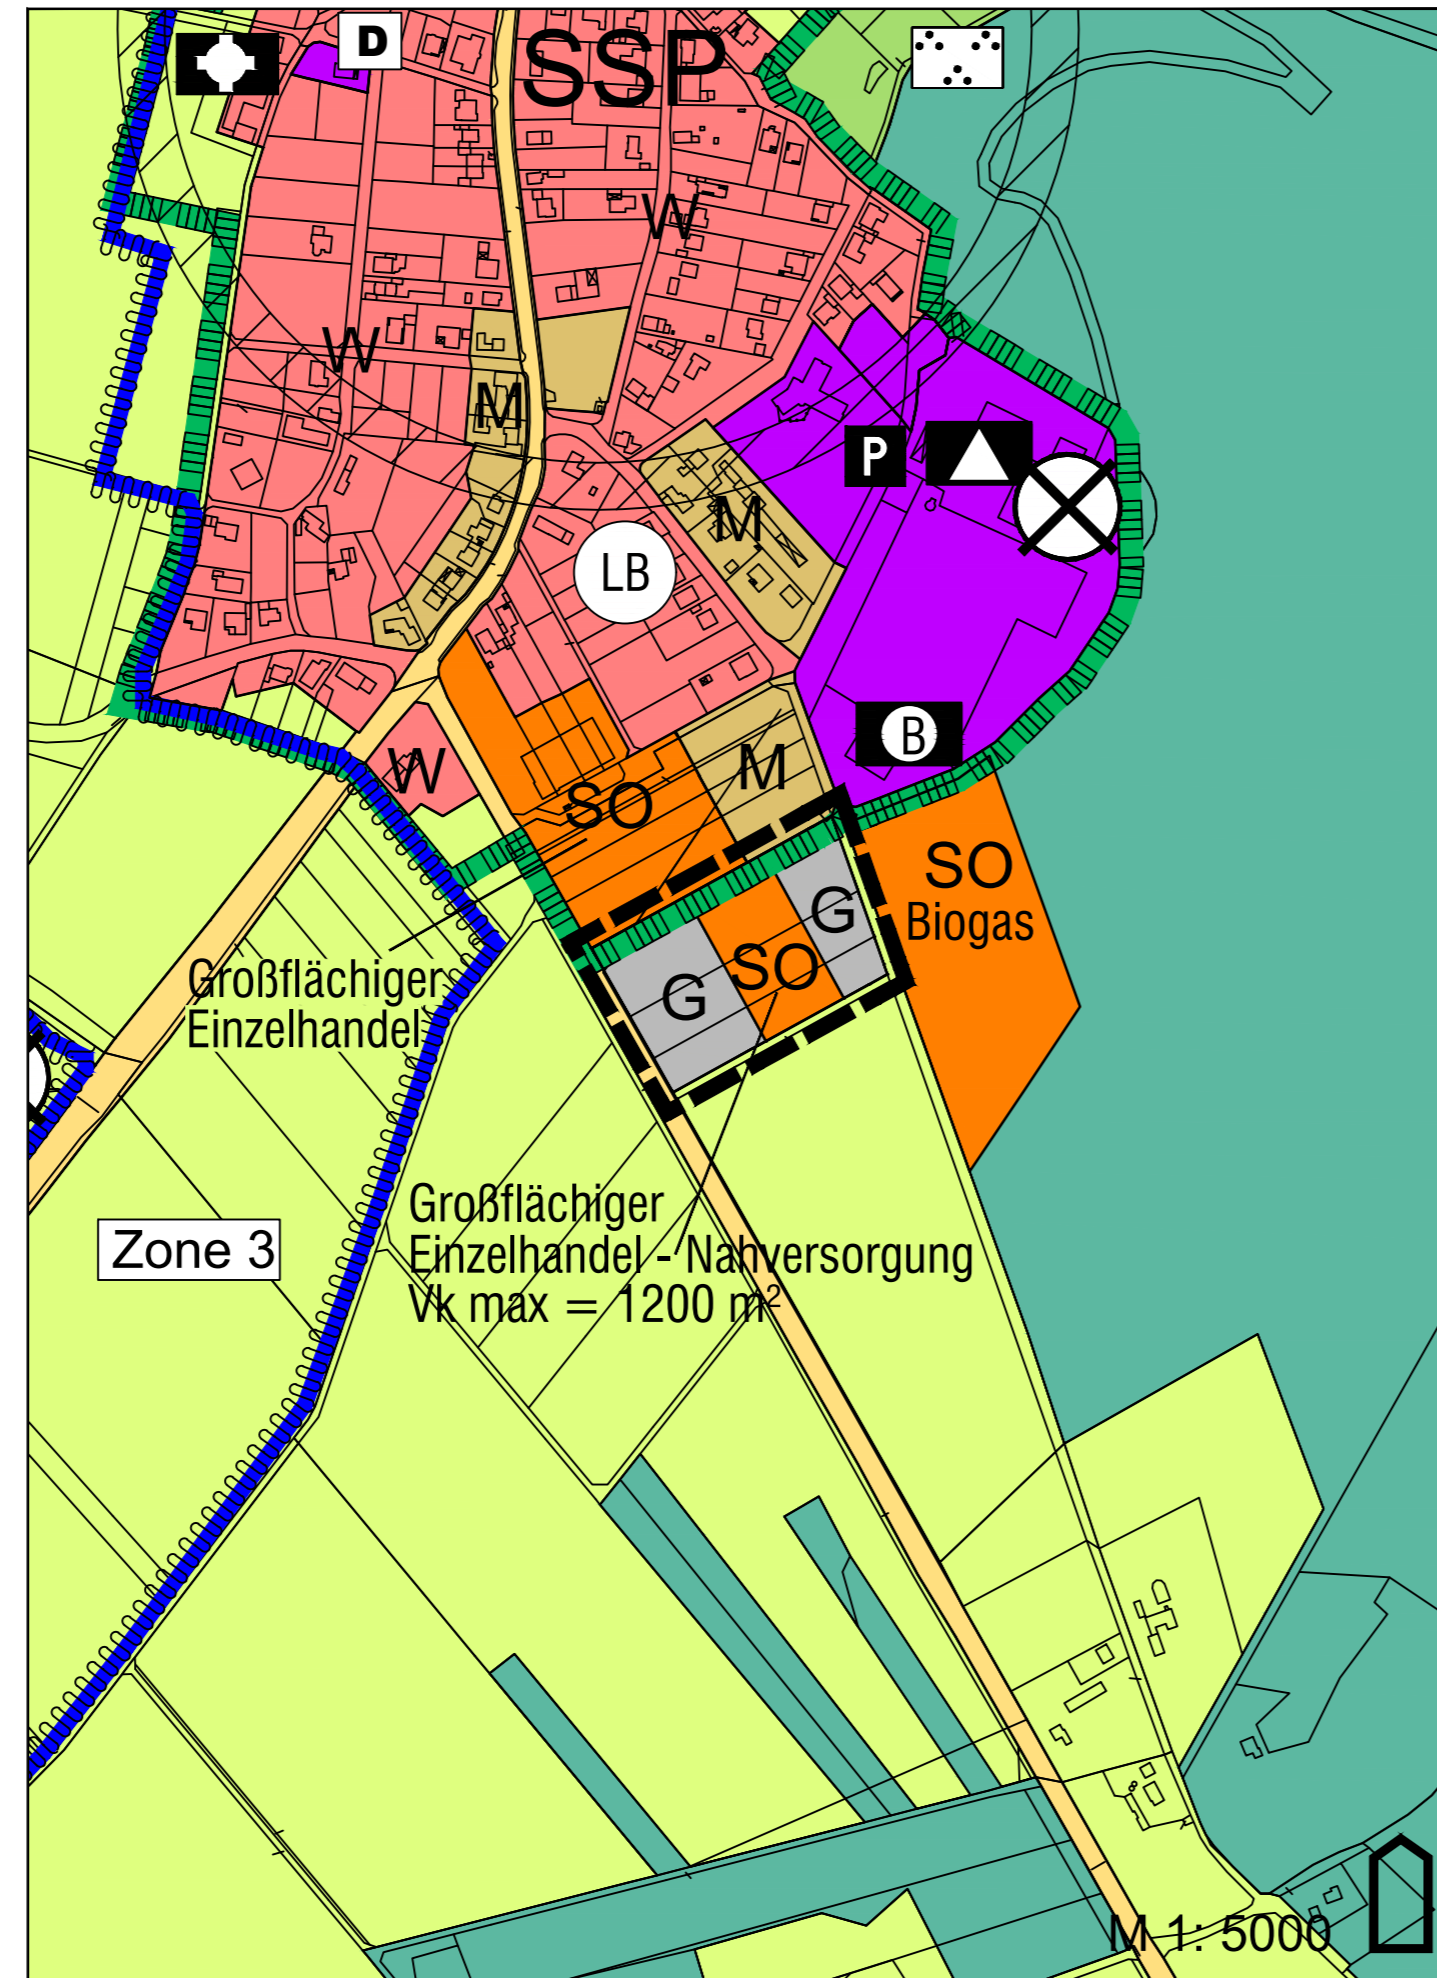 D
SSP
W
W
M
P
M
LB
B
W
M
SO
SO
Biogas
G
SO
G
Großflächiger
Einzelhandel
Großflächiger
Einzelhandel - Nahversorgung
Vk max = 1200 m²
Zone 3
M 1: 5000